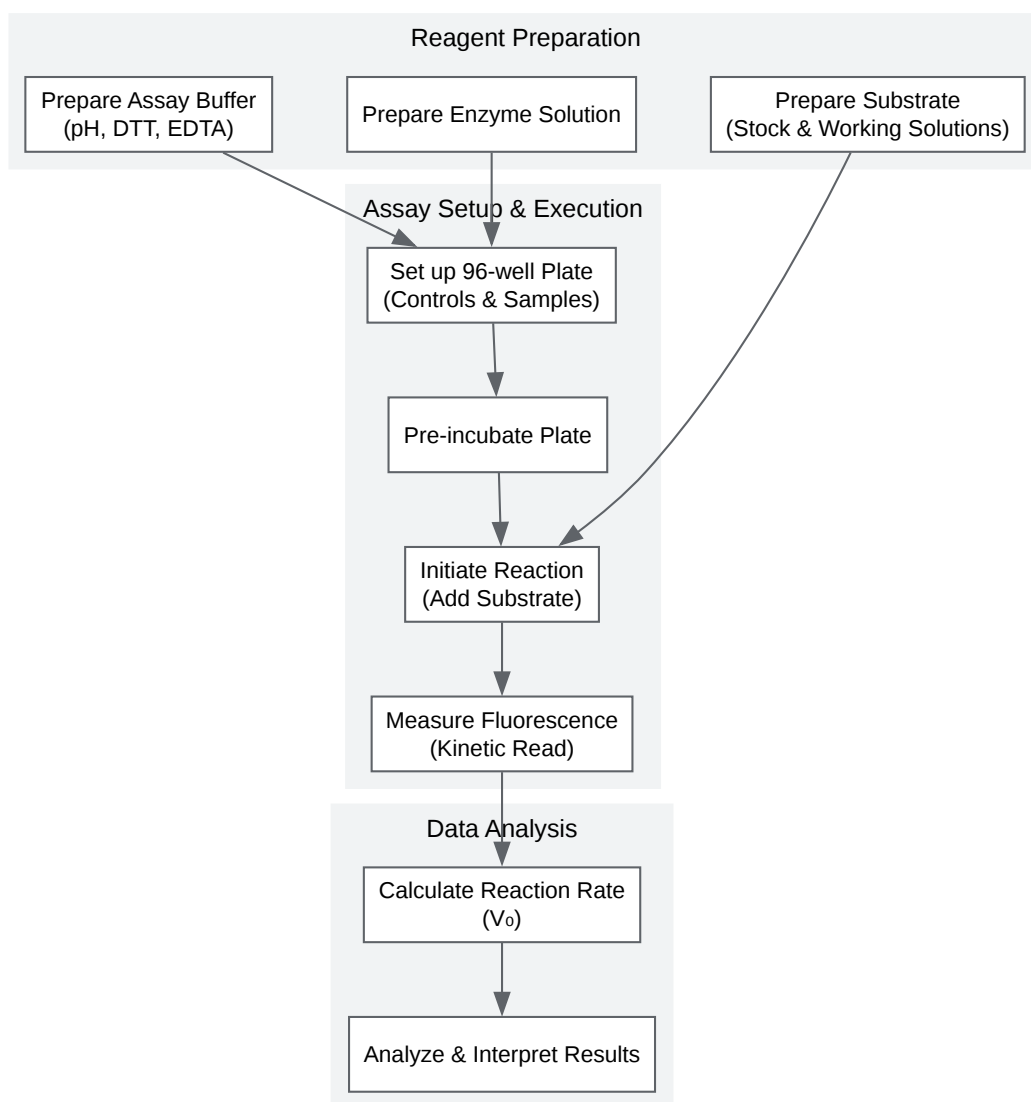 Reagent Preparation
Prepare Assay Buffer
(pH, DTT, EDTA)
Prepare Enzyme Solution
Prepare Substrate
(Stock & Working Solutions)
Assay Setup & Execution
Set up 96-well Plate
(Controls & Samples)
Pre-incubate Plate
Initiate Reaction
(Add Substrate)
Measure Fluorescence
(Kinetic Read)
Data Analysis
Calculate Reaction Rate
(V₀)
Analyze & Interpret Results